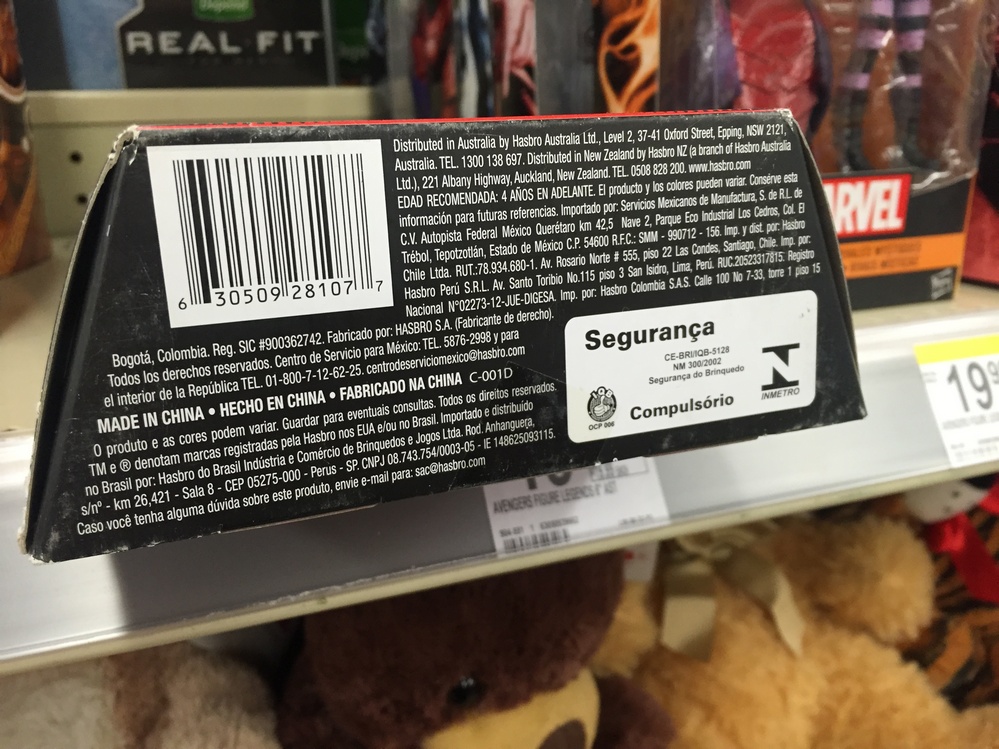 REAL FIT
Distributed in Australia by Hasbro Australia Ltd., Level 2, 37-41 Oxford Street, Epping, NSW 2121,
Australia. TEL. 1300 138 697. Distributed in New Zealand by Hasbro NZ (a branch of Hasbro Australia
Ltd.), 221 Albany Highway, Auckland, New Zealand. TEL. 0508 828 200. www.hasbro.com
EDAD RECOMENDADA: 4 AÑOS EN ADELANTE. El producto y los colores pueden variar. Conserve esta
información para futuras referencias. Importado por: Servicios Mexicanos de Manufactura, S. de R.L. de
C.V. Autopista Federal México Querétaro km 42,5 Nave 2, Parque Eco Industrial Los Cedros, Col. El
Trébol, Tepotzotlán, Estado de México C.P. 54600 R.F.C.: SMM - 990712 - 156. Imp. y dist. por: Hasbro
Chile Ltda. RUT.:78.934.680-1. Av. Rosario Norte # 555, piso 22 Las Condes, Santiago, Chile. Imp. por:
Hasbro Perú S.R.L. Av. Santo Toribio No.115 piso 3 San Isidro, Lima, Perú. RUC.20523317815. Registro
Nacional N°02273-12-JUE-DIGESA. Imp. por: Hasbro Colombia S.A.S. Calle 100 No 7-33, torre 1 piso 15
6 30509 28107 7
Bogotá, Colombia. Reg. SIC #900362742. Fabricado por: HASBRO S.A. (Fabricante de derecho).
Todos los derechos reservados. Centro de Servicio para México: TEL. 5876-2998 y para
el interior de la República TEL. 01-800-7-12-62-25. centrodeserviciomexico@hasbro.com
MADE IN CHINA • HECHO EN CHINA • FABRICADO NA CHINA C-001D
O produto e as cores podem variar. Guardar para eventuais consultas. Todos os direitos reservados.
TM e ® denotam marcas registradas pela Hasbro nos EUA e/ou no Brasil. Importado e distribuído
no Brasil por: Hasbro do Brasil Indústria e Comércio de Brinquedos e Jogos Ltda. Rod. Anhanguera,
s/nº - km 26,421 - Sala 8 - CEP 05275-000 - Perus - SP. CNPJ 08.743.754/0003-05 - IE 148625093115.
Caso você tenha alguma dúvida sobre este produto, envie e-mail para: sac@hasbro.com
Segurança
CE-BRI/IQB-5128
NM 300/2002
Segurança do Brinquedo
Compulsório
OCP 006
INMETRO
ARVEL
19
AVENGERS FIGURE LEGENDS 6" AST